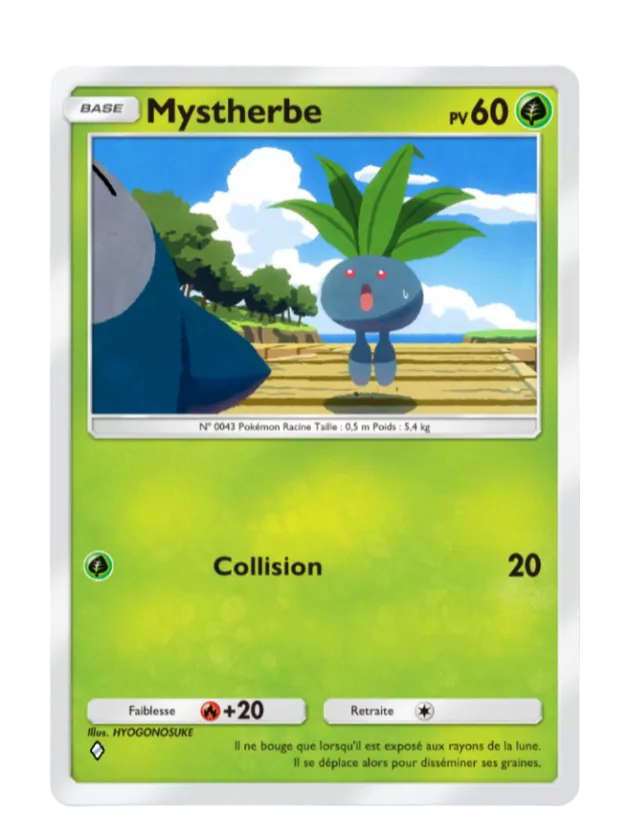 BASE Mystherbe PV 60
N° 0043 Pokémon Racine Taille : 0,5 m Poids : 5,4 kg
Collision 20
Faiblesse +20 Retraite
Illus. HYOGONOSUKE
Il ne bouge que lorsqu'il est exposé aux rayons de la lune.
Il se déplace alors pour disséminer ses graines.